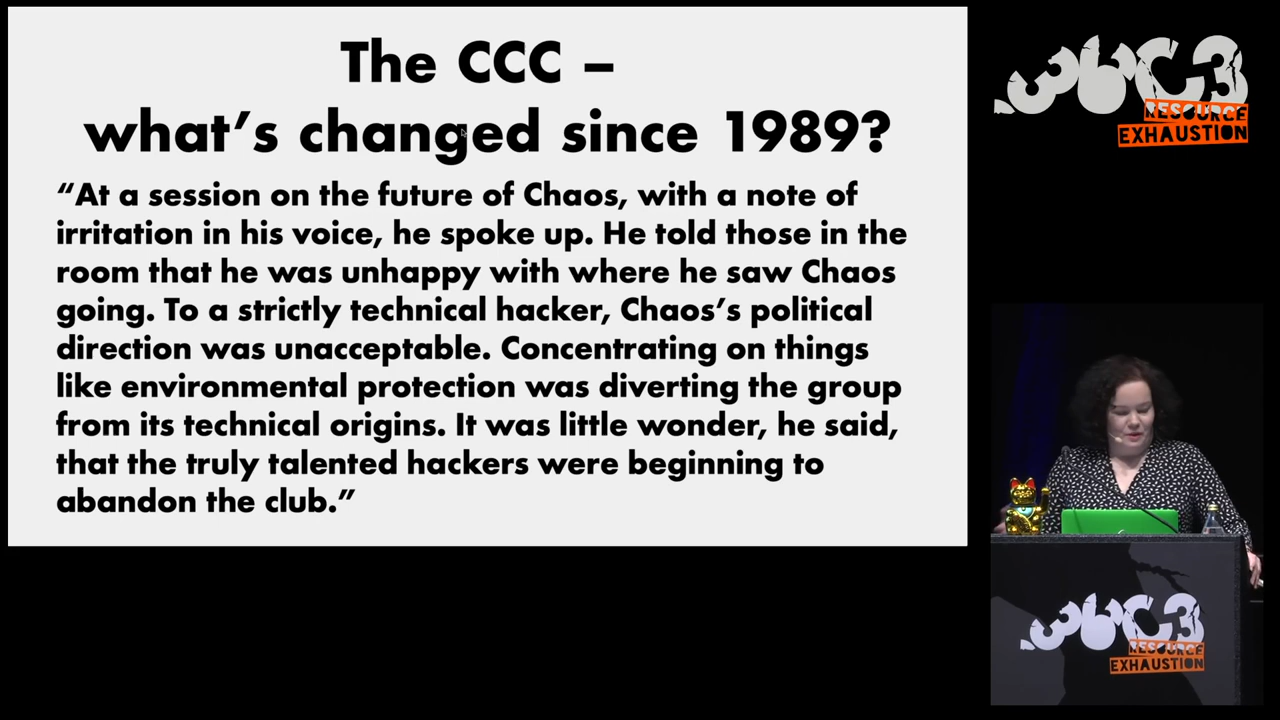 The CCC –
what's changed since 1989?
“At a session on the future of Chaos, with a note of
irritation in his voice, he spoke up. He told those in the
room that he was unhappy with where he saw Chaos
going. To a strictly technical hacker, Chaos’s political
direction was unacceptable. Concentrating on things
like environmental protection was diverting the group
from its technical origins. It was little wonder, he said,
that the truly talented hackers were beginning to
abandon the club.”
36C3
RESOURCE
EXHAUSTION
36C3
RESOURCE
EXHAUSTION